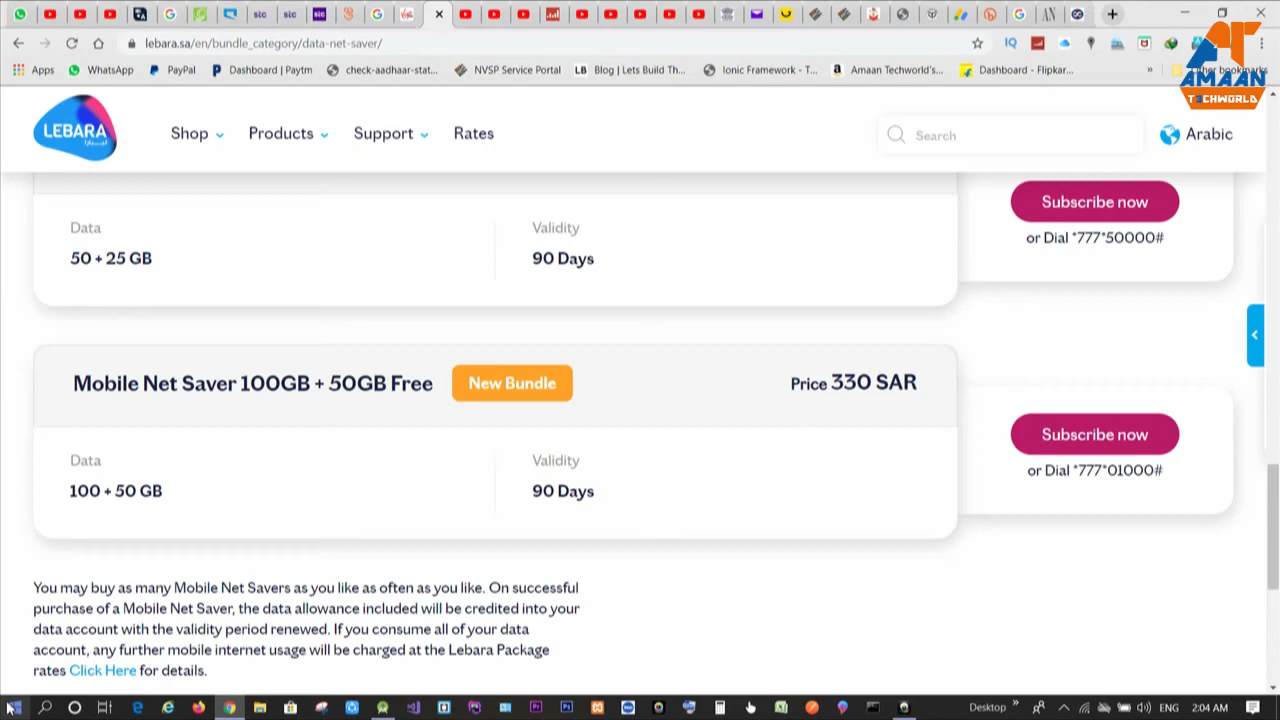 lebara.sa/en/bundle_category/data-net-saver/
Apps WhatsApp PayPal Dashboard | Paytm check-aadhaar-stat... NVSP Service Portal LB Blog | Lets Build Th... Ionic Framework - T... Amaan Techworld's... Dashboard - Flipkar... » Other bookmarks
AMAAN
TECHWORLD
LEBARA
ليبارا
Shop Products Support Rates Search Arabic
Subscribe now
or Dial *777*50000#
Data Validity
50 + 25 GB 90 Days
Mobile Net Saver 100GB + 50GB Free New Bundle Price 330 SAR
Subscribe now
or Dial *777*01000#
Data Validity
100 + 50 GB 90 Days
You may buy as many Mobile Net Savers as you like as often as you like. On successful
purchase of a Mobile Net Saver, the data allowance included will be credited into your
data account with the validity period renewed. If you consume all of your data
account, any further mobile internet usage will be charged at the Lebara Package
rates Click Here for details.
Desktop » ENG 2:04 AM